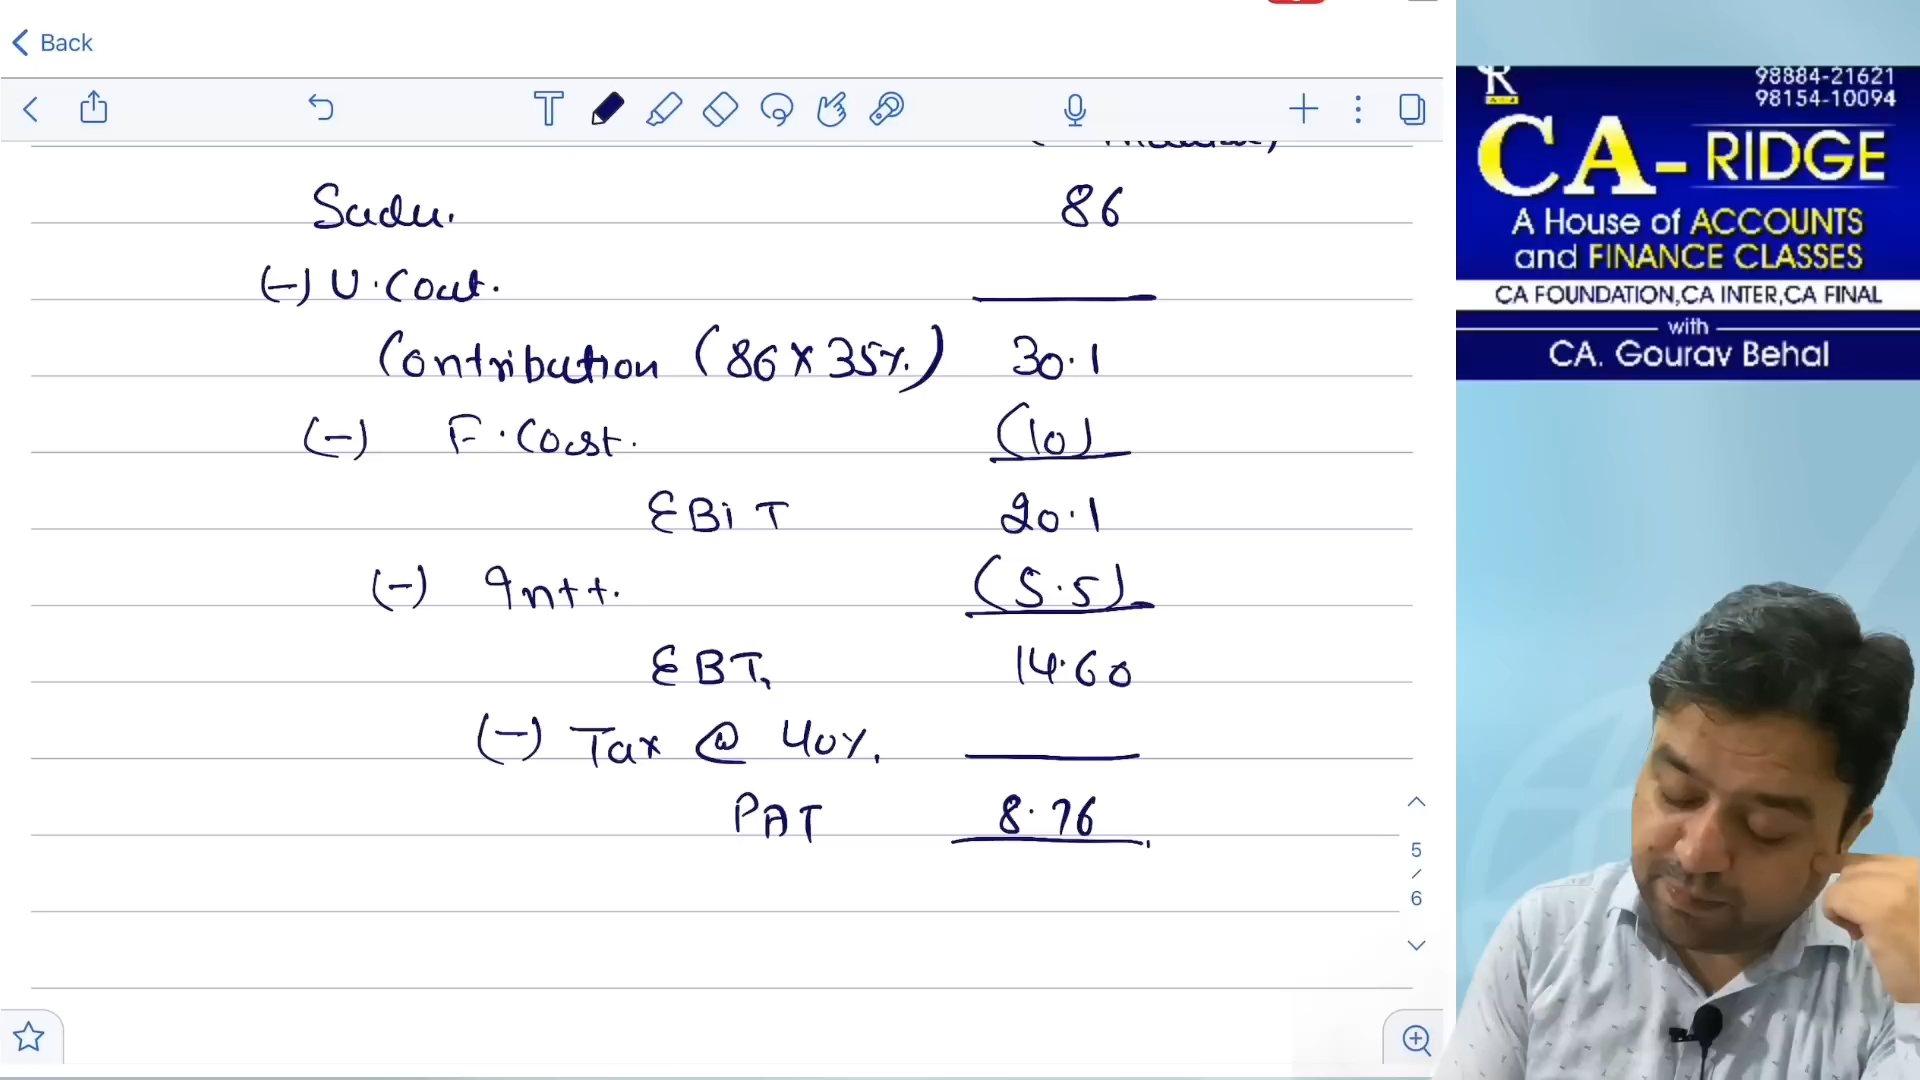 Back
98884-21621
98154-10094
CA- RIDGE
A House of ACCOUNTS
and FINANCE CLASSES
CA FOUNDATION,CA INTER,CA FINAL
with
CA. Gourav Behal
86
(-) V.Cost.
Contribution (86 X 35%.) 30.1
(-) F.Cost. (10)
EBiT 20.1
(-) Intt. (5.5)
EBT, 14.60
(-) Tax @ 40%.
PAT 8.76
5
/
6